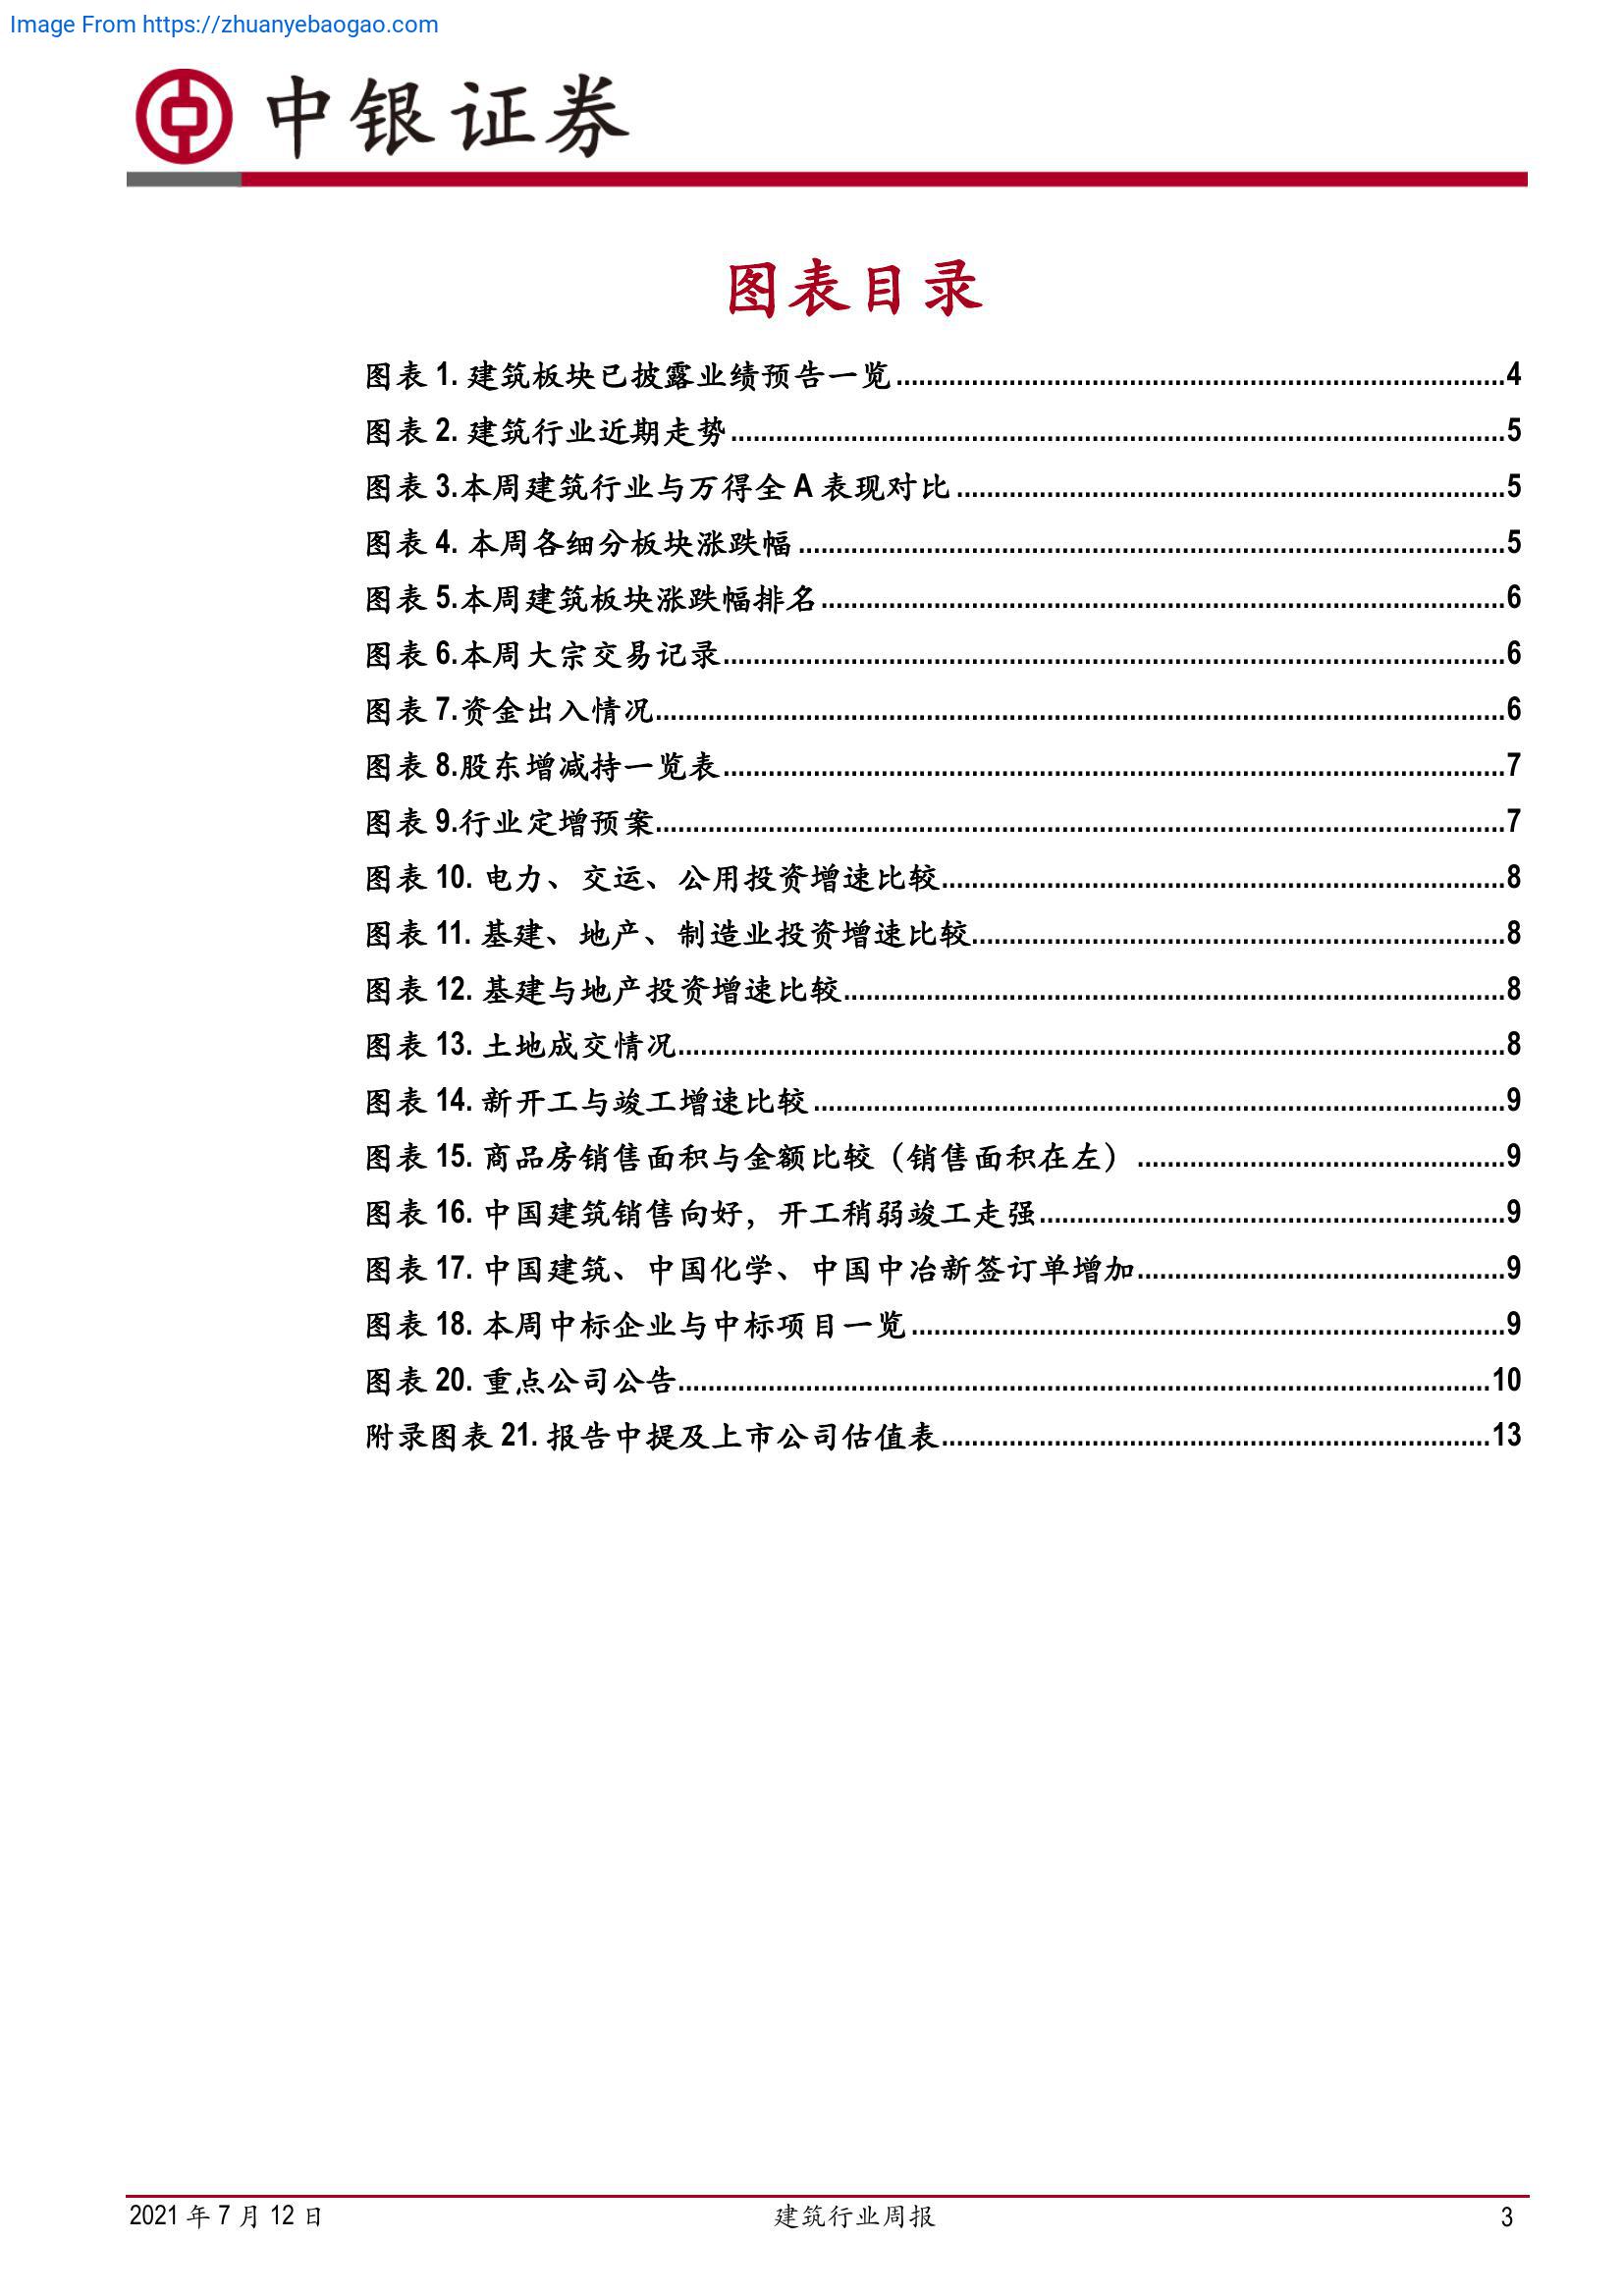 Image From https://zhuanyebaogao.com
中银证券
图表目录
图表 1. 建筑板块已披露业绩预告一览................................................................................4
图表 2. 建筑行业近期走势......................................................................................................5
图表 3.本周建筑行业与万得全 A 表现对比........................................................................5
图表 4. 本周各细分板块涨跌幅.............................................................................................5
图表 5.本周建筑板块涨跌幅排名..........................................................................................6
图表 6.本周大宗交易记录.......................................................................................................6
图表 7.资金出入情况................................................................................................................6
图表 8.股东增减持一览表.......................................................................................................7
图表 9.行业定增预案................................................................................................................7
图表 10. 电力、交运、公用投资增速比较..........................................................................8
图表 11. 基建、地产、制造业投资增速比较......................................................................8
图表 12. 基建与地产投资增速比较.......................................................................................8
图表 13. 土地成交情况.............................................................................................................8
图表 14. 新开工与竣工增速比较...........................................................................................9
图表 15. 商品房销售面积与金额比较（销售面积在左）................................................9
图表 16. 中国建筑销售向好，开工稍弱竣工走强.............................................................9
图表 17. 中国建筑、中国化学、中国中冶新签订单增加................................................9
图表 18. 本周中标企业与中标项目一览..............................................................................9
图表 20. 重点公司公告...........................................................................................................10
附录图表 21. 报告中提及上市公司估值表........................................................................13
2021 年 7 月 12 日
建筑行业周报
3